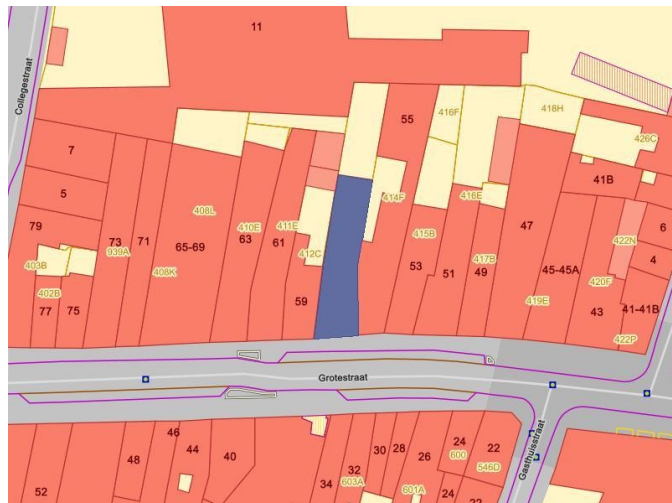 11
Collegestraat
7
5
79
403B
402B
77
75
73
939A
71
408K
65-69
408L
63
410E
61
411E
412C
59
55
414F
415B
53
416F
416E
51
417B
49
418H
47
419E
45-45A
420F
43
41B
426C
422N
6
4
41-41B
422P
Grotestraat
Gasthuisstraat
52
48
46
44
40
34
32
603A
30
28
26
601A
24
600
22
546D
24
22